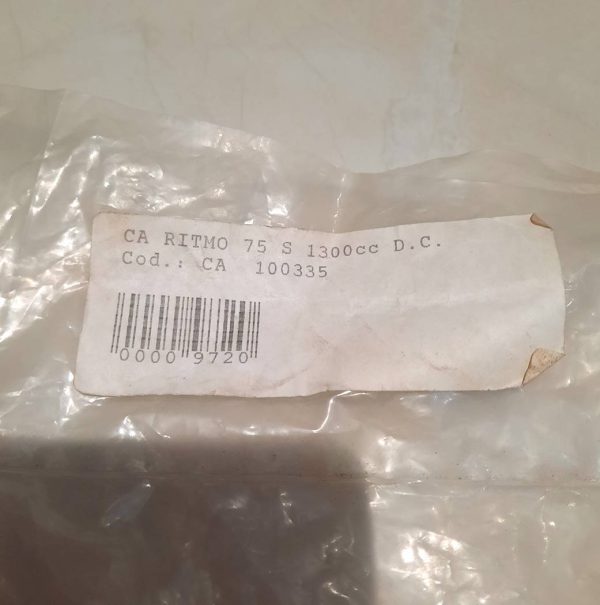 CA RITMO 75 S 1300cc D.C.
Cod.: CA 100335
0000 9720